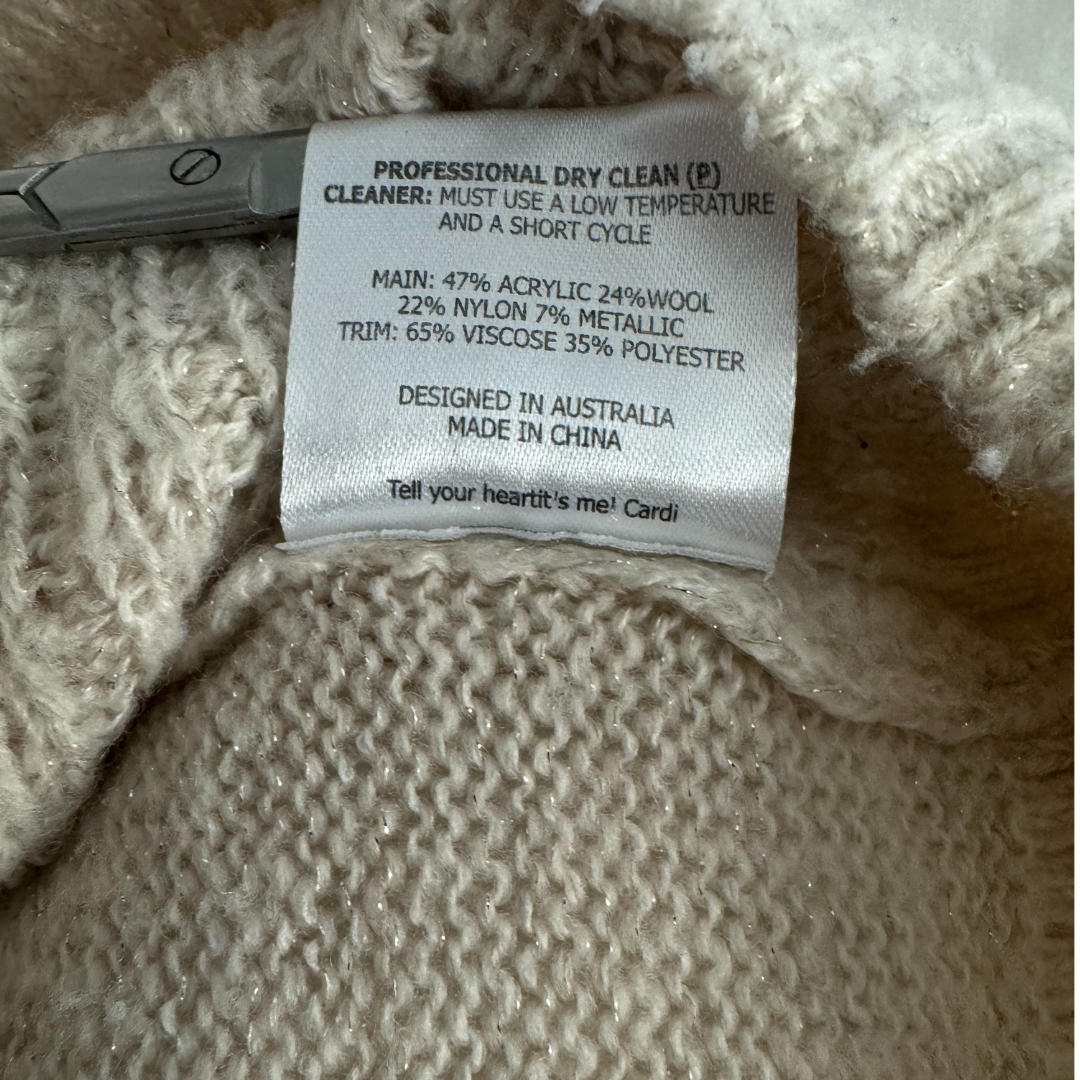 PROFESSIONAL DRY CLEAN (P)
CLEANER: MUST USE A LOW TEMPERATURE
AND A SHORT CYCLE
MAIN: 47% ACRYLIC 24%WOOL
22% NYLON 7% METALLIC
TRIM: 65% VISCOSE 35% POLYESTER
DESIGNED IN AUSTRALIA
MADE IN CHINA
Tell your heartit's me! Cardi